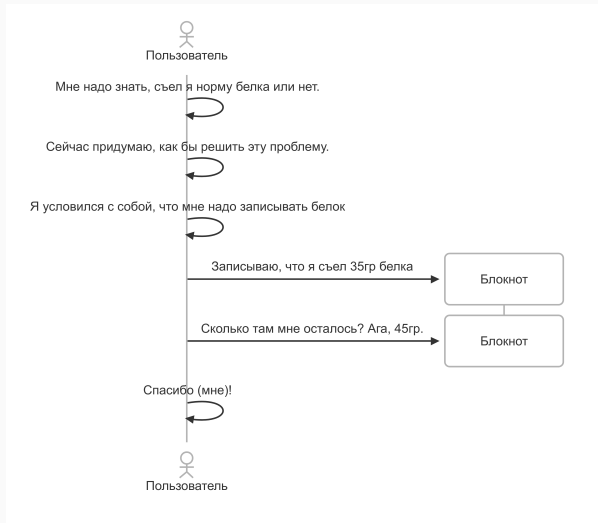 Пользователь
Мне надо знать, съел я норму белка или нет.
Сейчас придумаю, как бы решить эту проблему.
Я условился с собой, что мне надо записывать белок
Записываю, что я съел 35гр белка
Блокнот
Сколько там мне осталось? Ага, 45гр.
Блокнот
Спасибо (мне)!
Пользователь